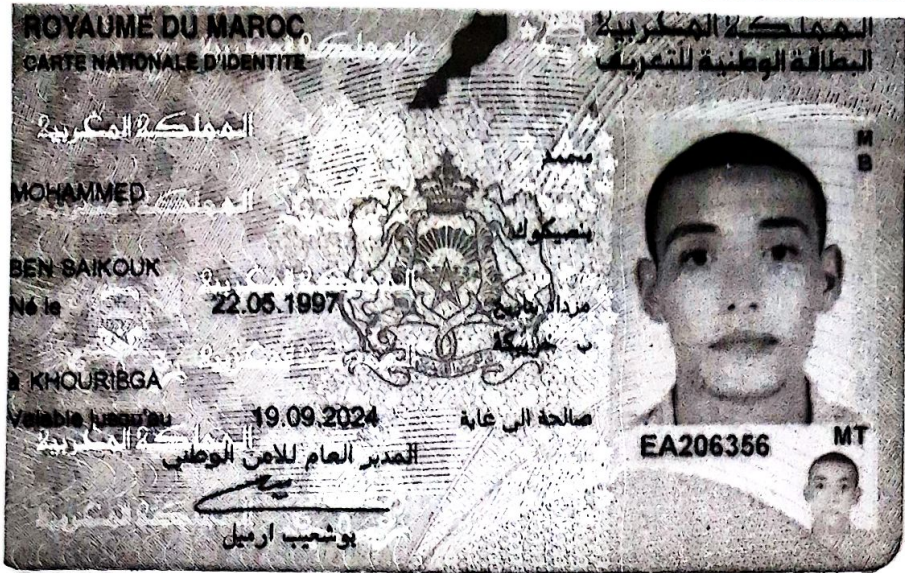 ROYAUME DU MAROC
المملكة المغربية
CARTE NATIONALE D'IDENTITE
البطاقة الوطنية للتعريف
المملكة المغربية
محمد
MOHAMMED
بنسيكوك
BEN SAIKOUK
Né le 22.05.1997 مزداد بتاريخ
ب خريبكة
à KHOURIBGA
Valable jusqu'au 19.09.2024 صالحة الى غاية
المدير العام للامن الوطني
بوشعيب ارميل
M
B
EA206356
MT